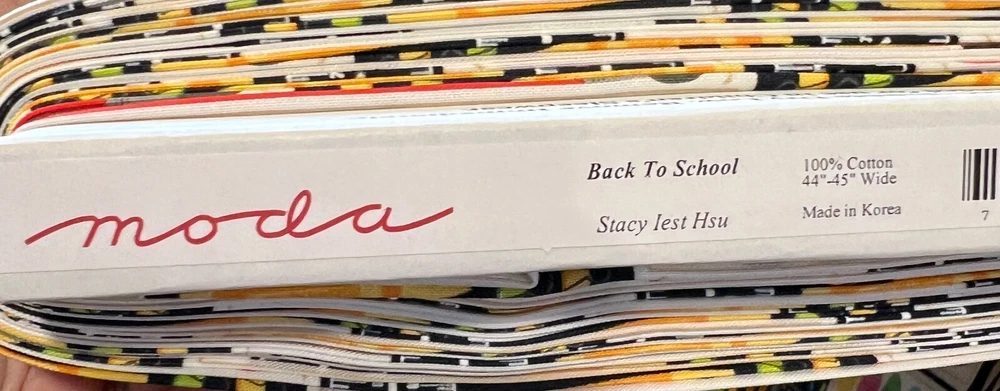 moda
Back To School
Stacy Iest Hsu
100% Cotton
44"-45" Wide
Made in Korea
7